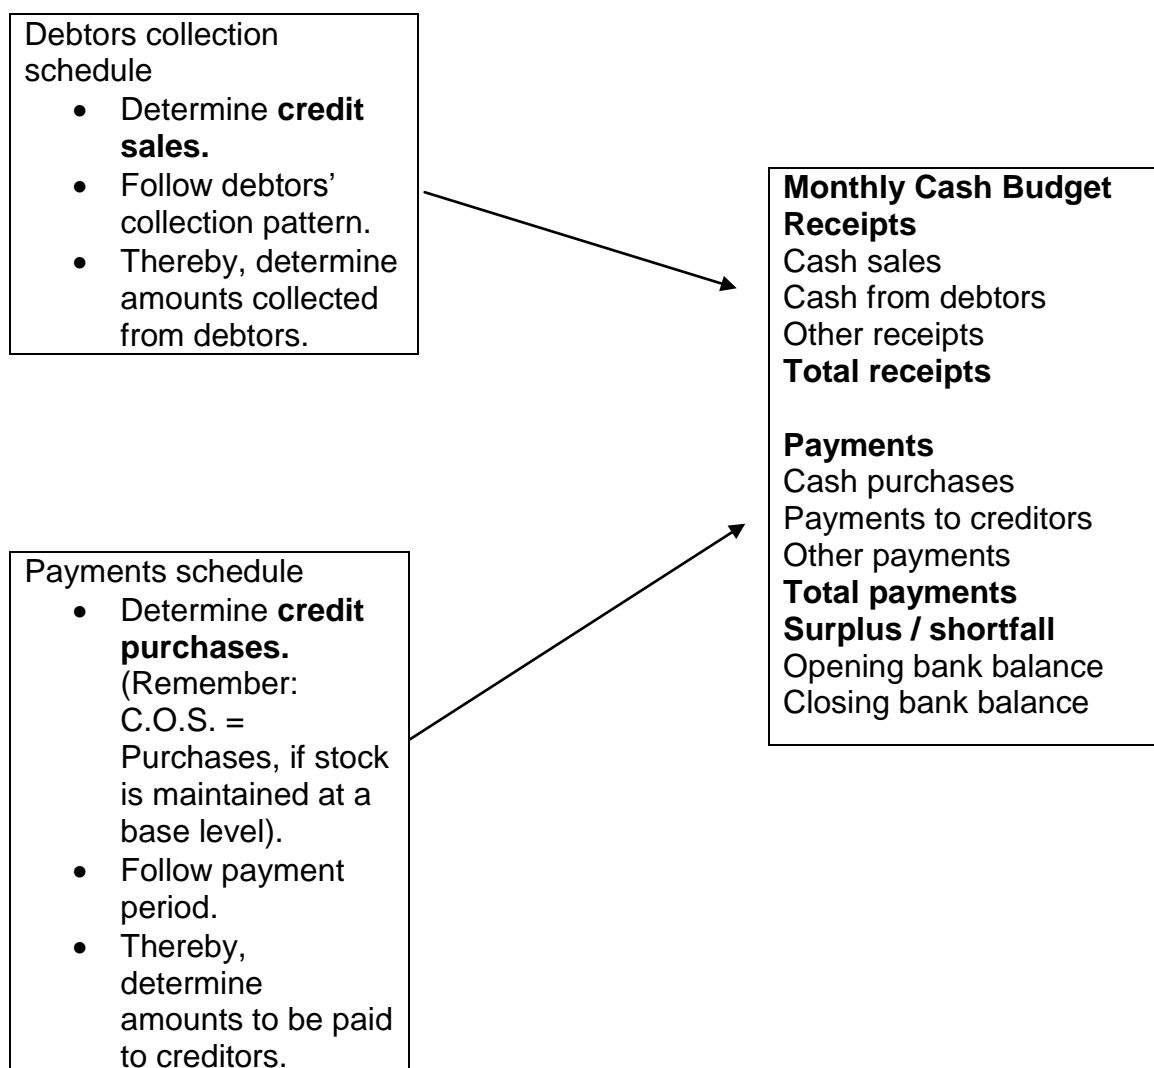 Debtors collection
schedule
• Determine credit
sales.
• Follow debtors’
collection pattern.
• Thereby, determine
amounts collected
from debtors.
Payments schedule
• Determine credit
purchases.
(Remember:
C.O.S. =
Purchases, if stock
is maintained at a
base level).
• Follow payment
period.
• Thereby,
determine
amounts to be paid
to creditors.
Monthly Cash Budget
Receipts
Cash sales
Cash from debtors
Other receipts
Total receipts
Payments
Cash purchases
Payments to creditors
Other payments
Total payments
Surplus / shortfall
Opening bank balance
Closing bank balance